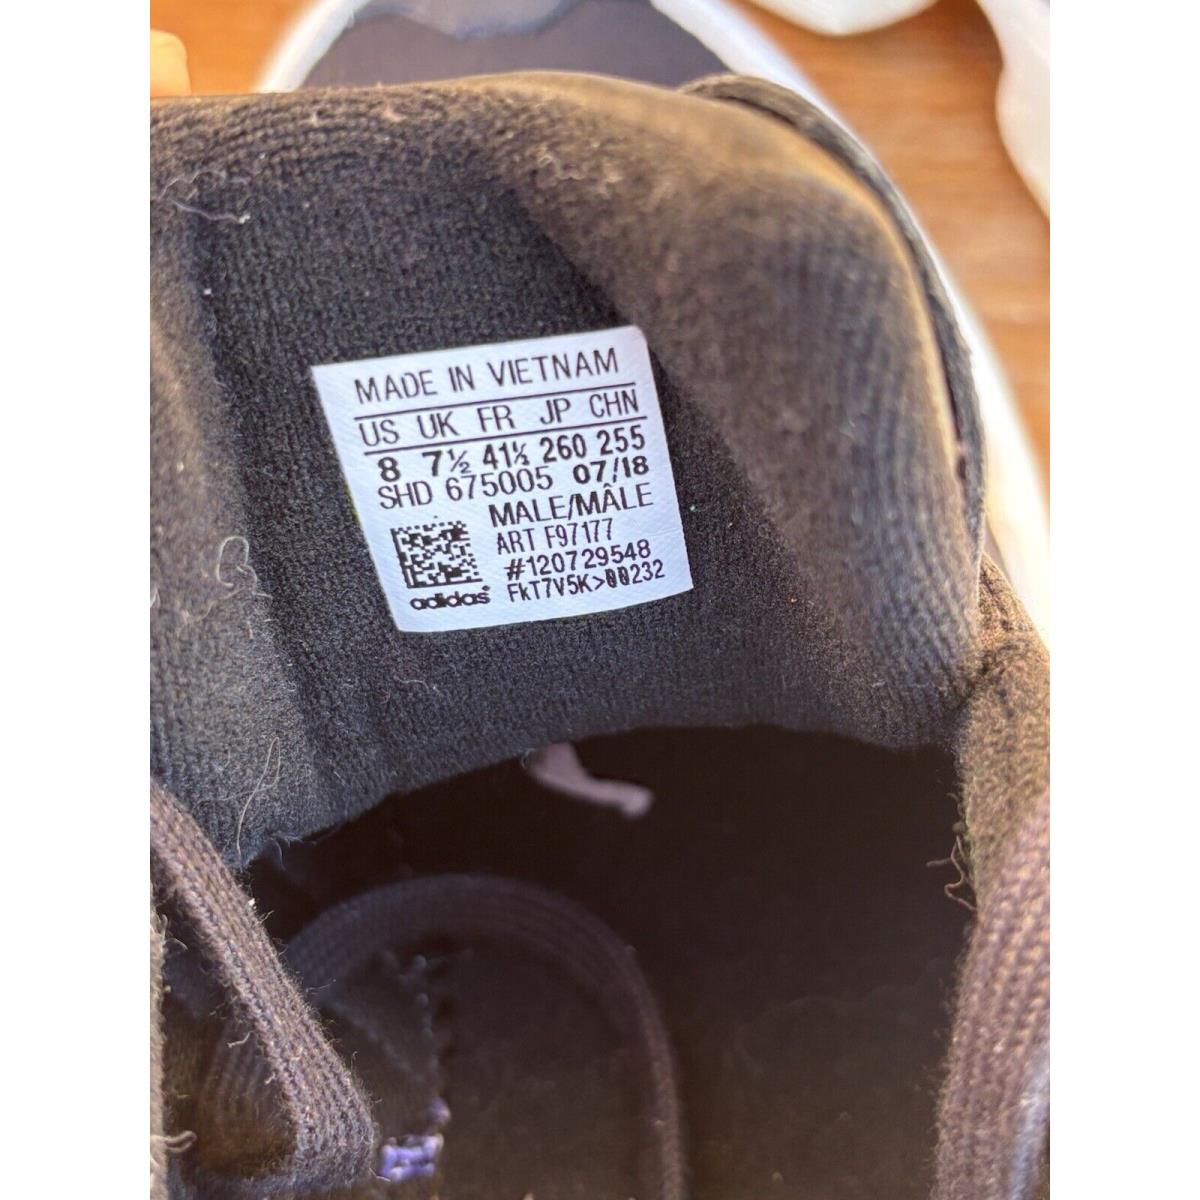 MADE IN VIETNAM
US UK FR JP CHN
8 7½ 41⅓ 260 255
SHD 675005 07/18
MALE/MÂLE
ART F97177
#120729548
FkT7V5K>00232
adidas